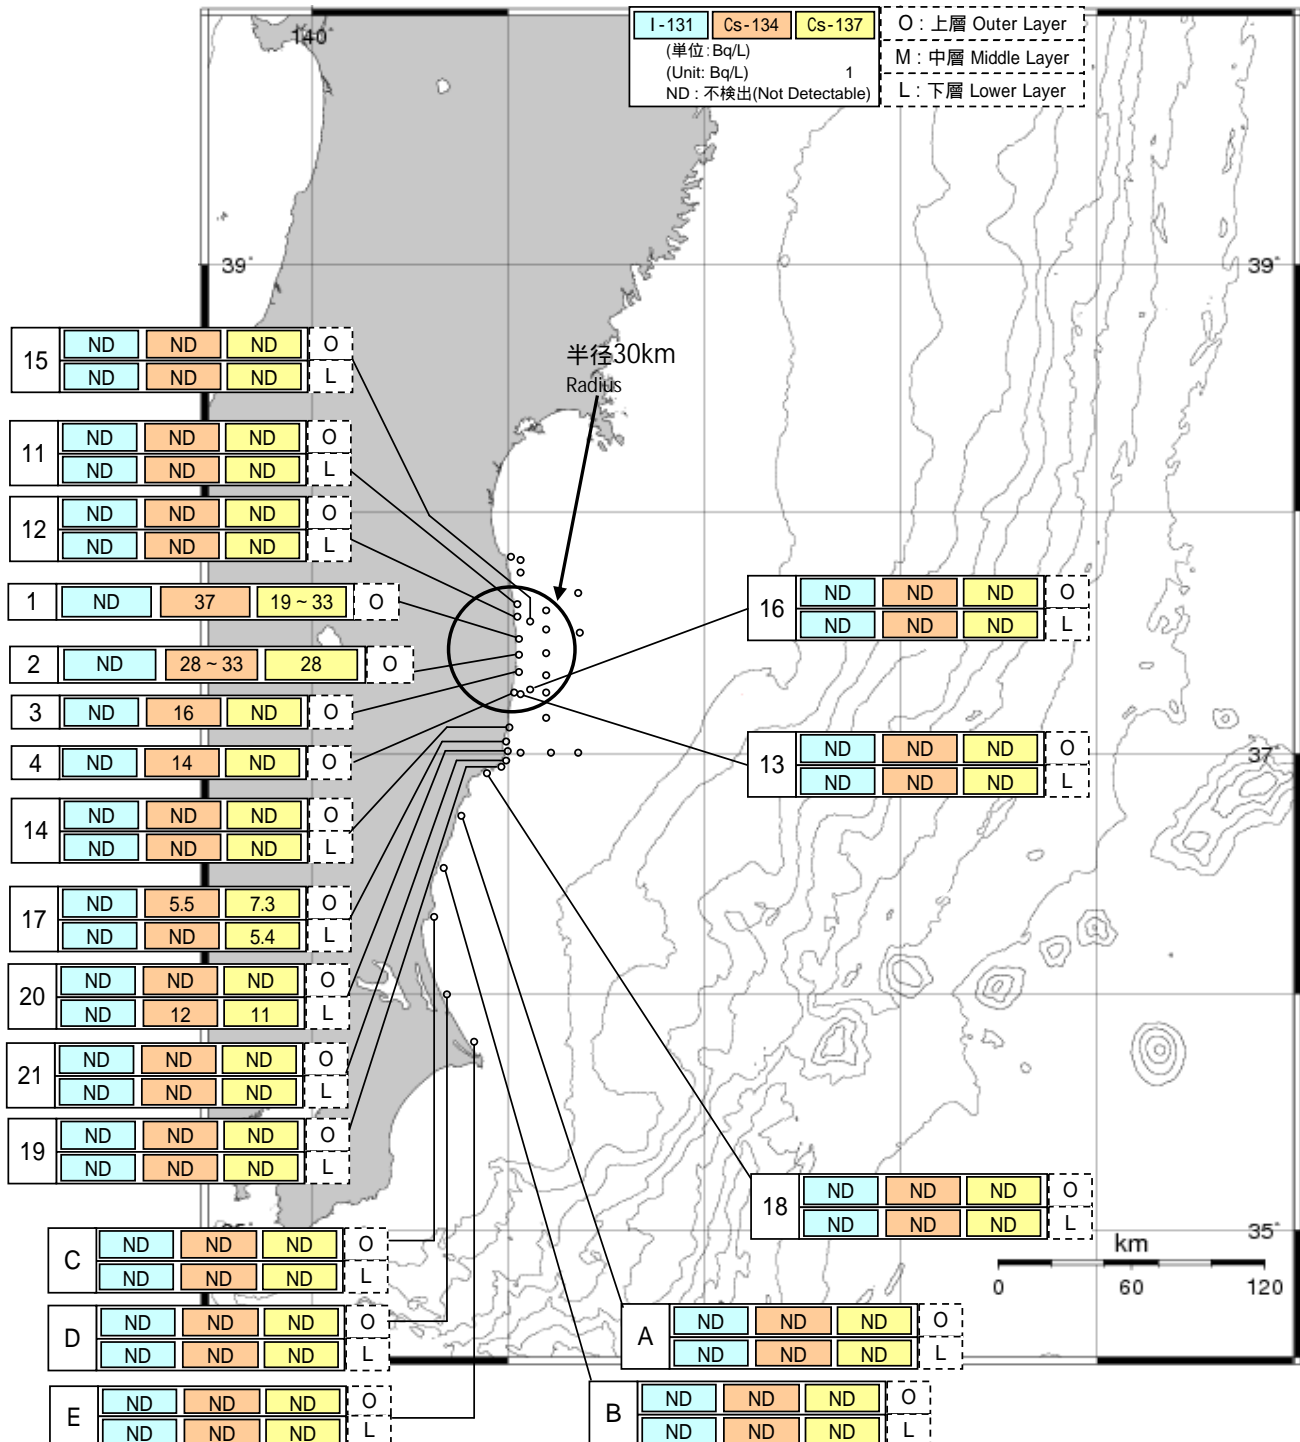 140°
I-131 Cs-134 Cs-137
(単位:Bq/L)
(Unit: Bq/L) 1
ND : 不検出(Not Detectable)
O : 上層 Outer Layer
M : 中層 Middle Layer
L : 下層 Lower Layer
39° 39°
半径30km
Radius
15 ND ND ND O
ND ND ND L
11 ND ND ND O
ND ND ND L
12 ND ND ND O
ND ND ND L
1 ND 37 19~33 O
2 ND 28~33 28 O
3 ND 16 ND O
4 ND 14 ND O
14 ND ND ND O
ND ND ND L
17 ND 5.5 7.3 O
ND ND 5.4 L
20 ND ND ND O
ND 12 11 L
21 ND ND ND O
ND ND ND L
19 ND ND ND O
ND ND ND L
16 ND ND ND O
ND ND ND L
37°
13 ND ND ND O
ND ND ND L
18 ND ND ND O
ND ND ND L
35°
km
0 60 120
C ND ND ND O
ND ND ND L
D ND ND ND O
ND ND ND L
E ND ND ND O
ND ND ND L
A ND ND ND O
ND ND ND L
B ND ND ND O
ND ND ND L